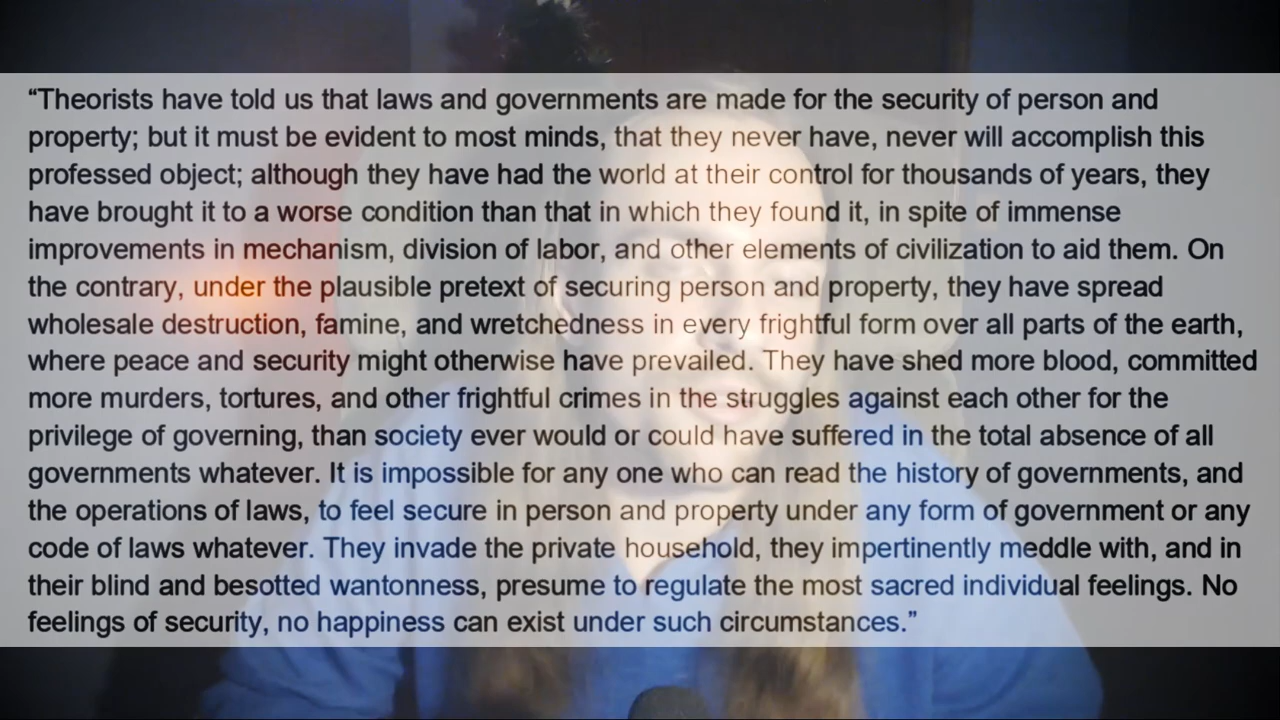 “Theorists have told us that laws and governments are made for the security of person and
property; but it must be evident to most minds, that they never have, never will accomplish this
professed object; although they have had the world at their control for thousands of years, they
have brought it to a worse condition than that in which they found it, in spite of immense
improvements in mechanism, division of labor, and other elements of civilization to aid them. On
the contrary, under the plausible pretext of securing person and property, they have spread
wholesale destruction, famine, and wretchedness in every frightful form over all parts of the earth,
where peace and security might otherwise have prevailed. They have shed more blood, committed
more murders, tortures, and other frightful crimes in the struggles against each other for the
privilege of governing, than society ever would or could have suffered in the total absence of all
governments whatever. It is impossible for any one who can read the history of governments, and
the operations of laws, to feel secure in person and property under any form of government or any
code of laws whatever. They invade the private household, they impertinently meddle with, and in
their blind and besotted wantonness, presume to regulate the most sacred individual feelings. No
feelings of security, no happiness can exist under such circumstances.”